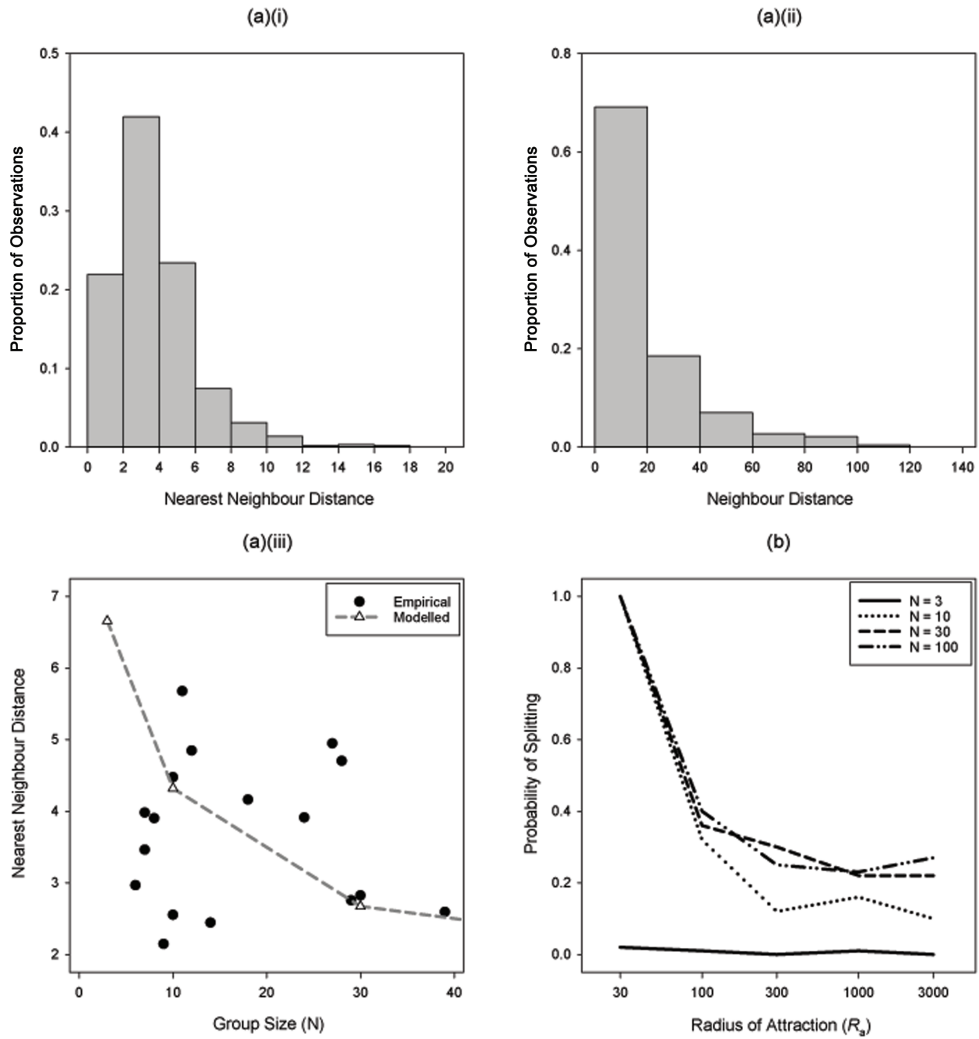 (a)(i)
0.5
0.4
0.3
0.2
0.1
0.0
Proportion of Observations
0 2 4 6 8 10 12 14 16 18 20
Nearest Neighbour Distance
(a)(ii)
0.8
0.6
0.4
0.2
0.0
Proportion of Observations
0 20 40 60 80 100 120 140
Neighbour Distance
(a)(iii)
7
6
5
4
3
2
Nearest Neighbour Distance
Empirical
Modelled
0 10 20 30 40
Group Size (N)
(b)
1.0
0.8
0.6
0.4
0.2
0.0
Probability of Splitting
N = 3
N = 10
N = 30
N = 100
30 100 300 1000 3000
Radius of Attraction (Ra)